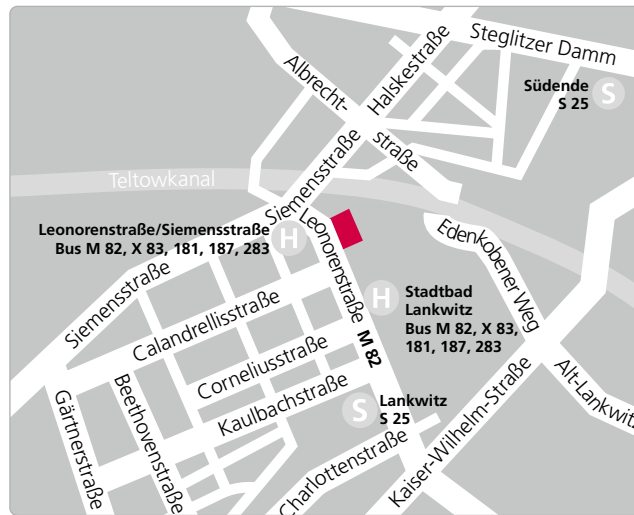 Steglitzer Damm
Halskestraße
Albrecht-
straße
Südende
S 25
S
Teltowkanal
Siemensstraße
Leonorenstraße/Siemensstraße
Bus M 82, X 83, 181, 187, 283
H
Leonorenstraße
Edenkobener Weg
H
Stadtbad
Lankwitz
Bus M 82, X 83,
181, 187, 283
Siemensstraße
Calandrellisstraße
M 82
Corneliusstraße
Kaulbachstraße
Beethovenstraße
Gärtnerstraße
S
Lankwitz
S 25
Charlottenstraße
Kaiser-Wilhelm-Straße
Alt-Lankwitz